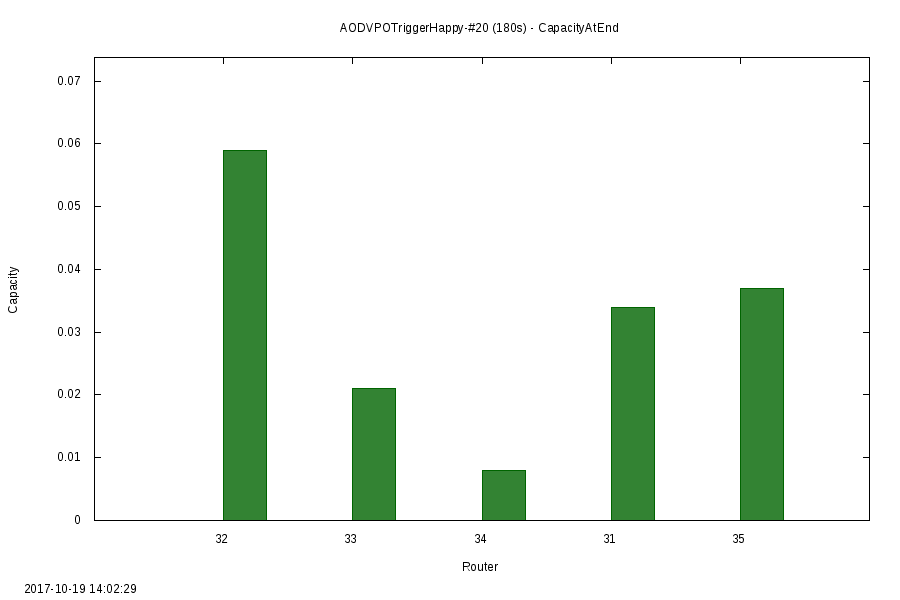 AODVPOTriggerHappy-#20 (180s) - CapacityAtEnd
0.07
0.06
0.05
0.04
0.03
0.02
0.01
0
Capacity
32 33 34 31 35
Router
2017-10-19 14:02:29